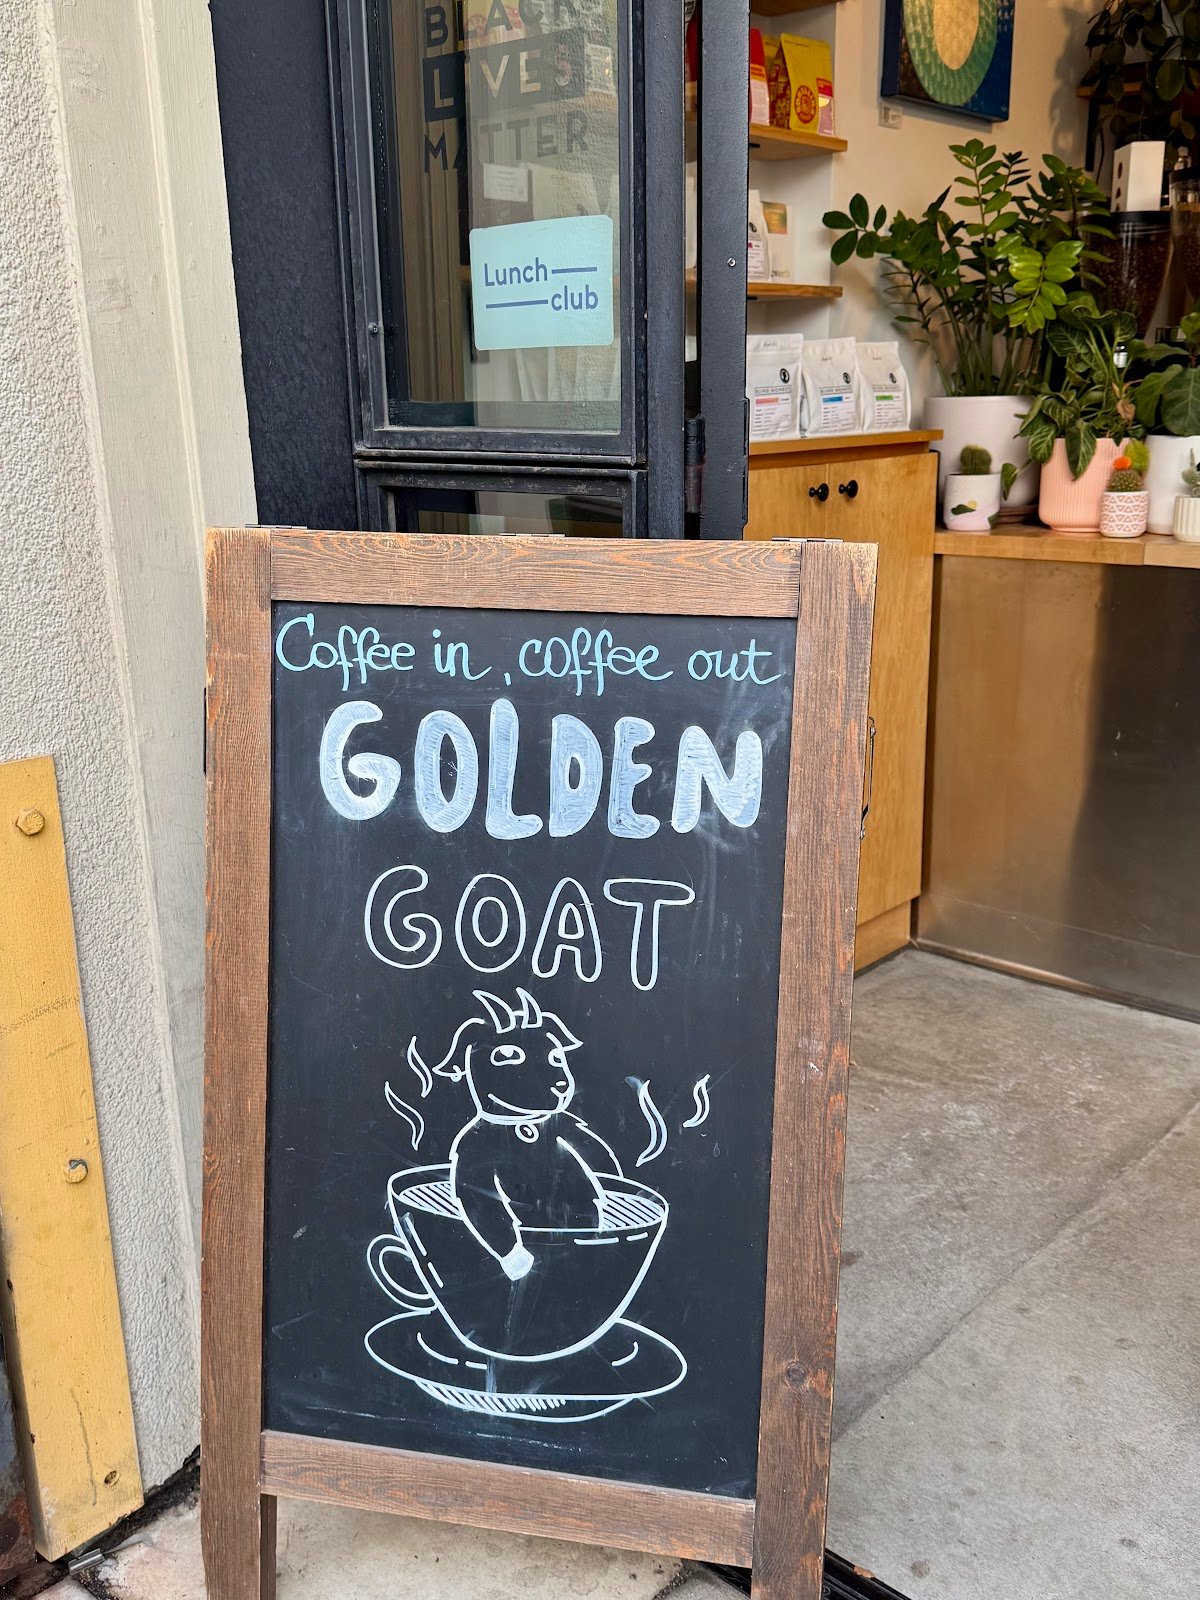 BLACK
LIVES
MATTER
Lunch
club
Coffee in, coffee out
GOLDEN
GOAT